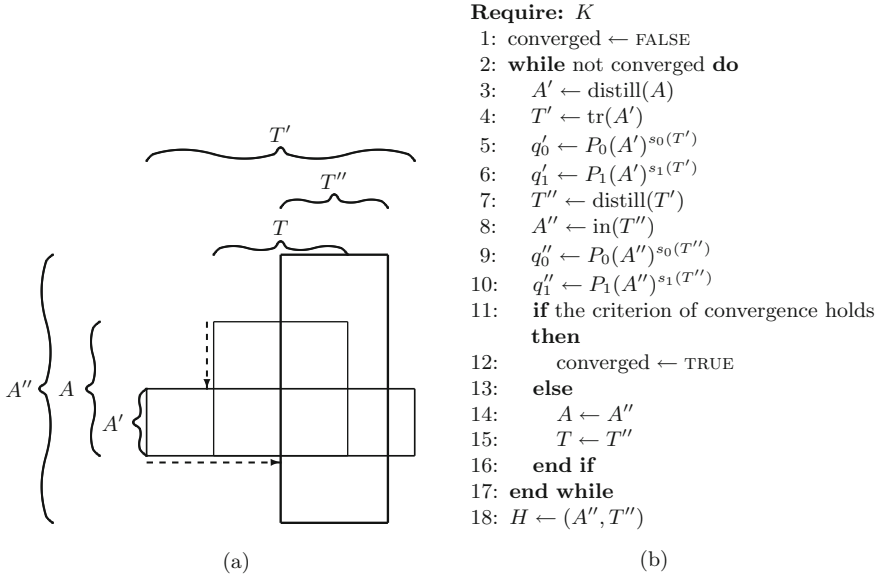 T′
T″
T
A″
A
A′
(a)
Require: K
1: converged ← FALSE
2: while not converged do
3: A′ ← distill(A)
4: T′ ← tr(A′)
5: q′₀ ← P₀(A′)^{s₀(T′)}
6: q′₁ ← P₁(A′)^{s₁(T′)}
7: T″ ← distill(T′)
8: A″ ← in(T″)
9: q″₀ ← P₀(A″)^{s₀(T″)}
10: q″₁ ← P₁(A″)^{s₁(T″)}
11: if the criterion of convergence holds
then
12: converged ← TRUE
13: else
14: A ← A″
15: T ← T″
16: end if
17: end while
18: H ← (A″, T″)
(b)